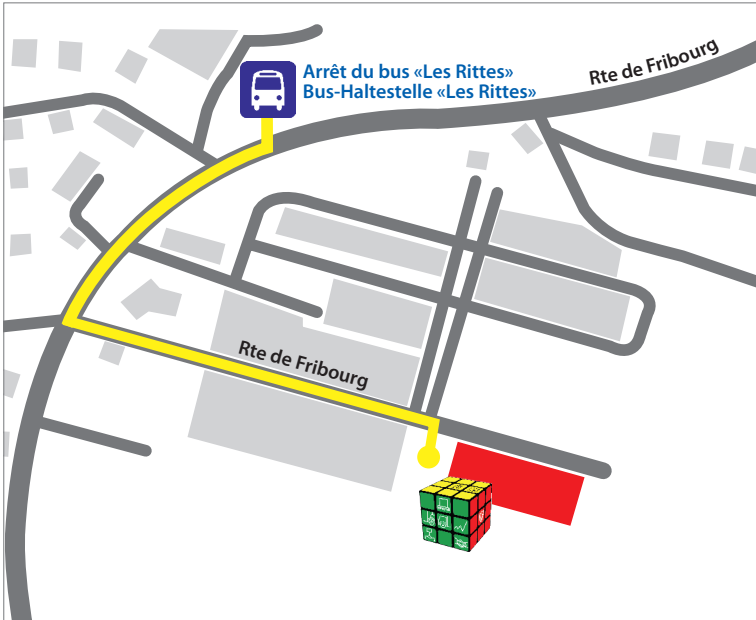 Arrêt du bus «Les Rittes»
Bus-Haltestelle «Les Rittes»
Rte de Fribourg
Rte de Fribourg